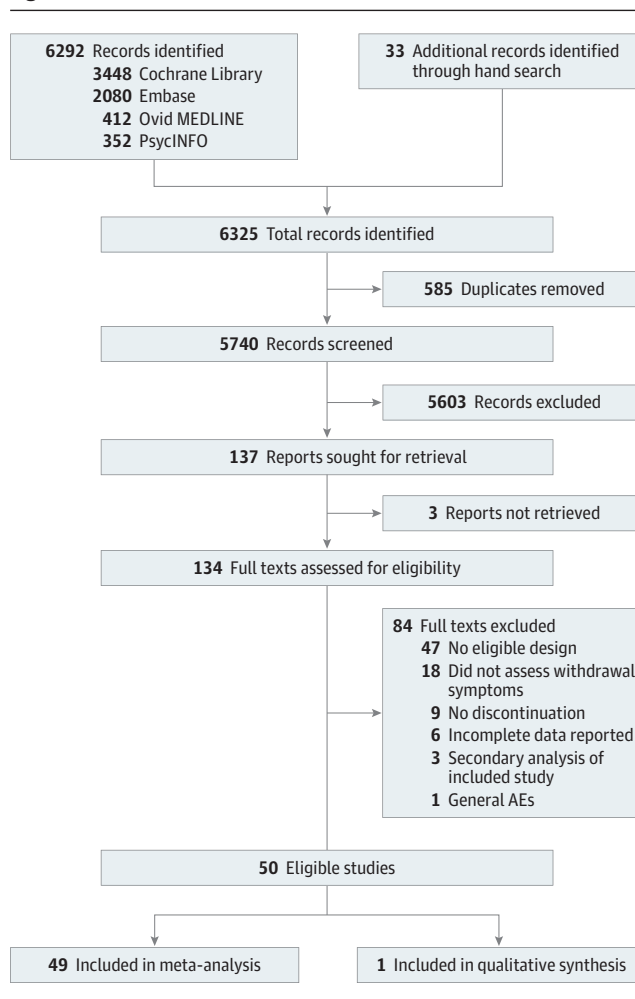 6292 Records identified
3448 Cochrane Library
2080 Embase
412 Ovid MEDLINE
352 PsycINFO
33 Additional records identified
through hand search
6325 Total records identified
585 Duplicates removed
5740 Records screened
5603 Records excluded
137 Reports sought for retrieval
3 Reports not retrieved
134 Full texts assessed for eligibility
84 Full texts excluded
47 No eligible design
18 Did not assess withdrawal
symptoms
9 No discontinuation
6 Incomplete data reported
3 Secondary analysis of
included study
1 General AEs
50 Eligible studies
49 Included in meta-analysis
1 Included in qualitative synthesis